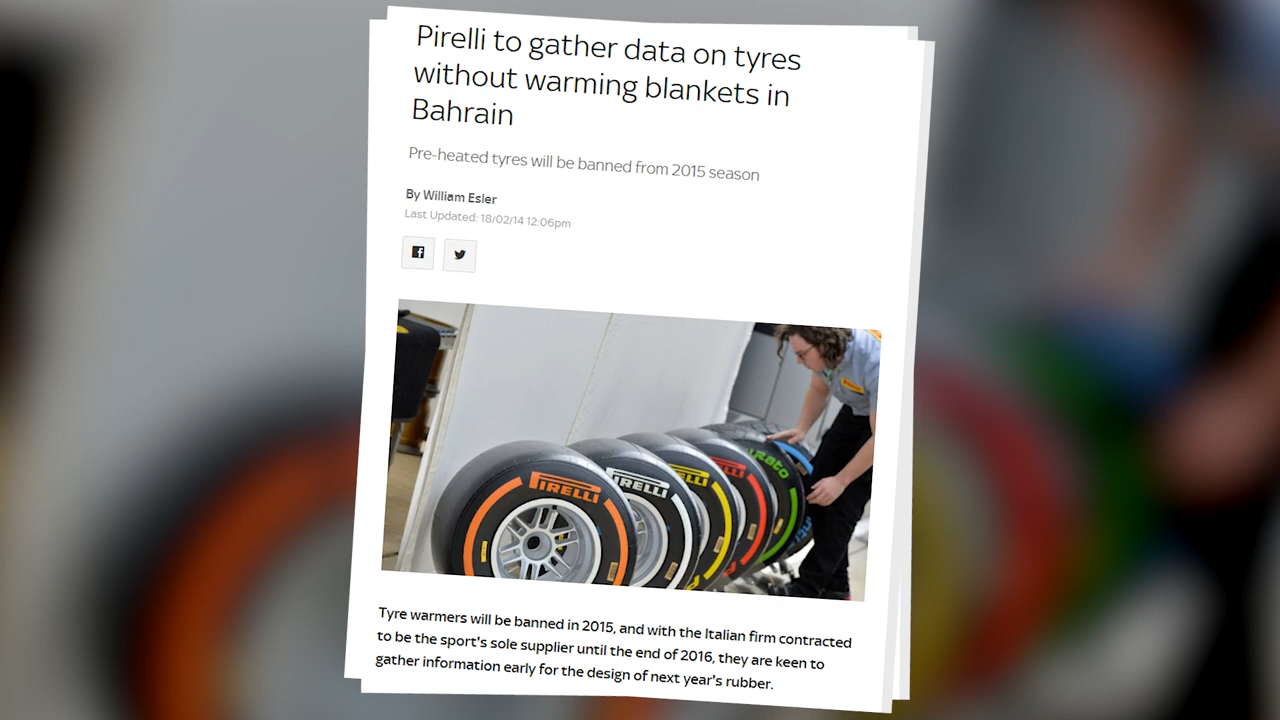 Pirelli to gather data on tyres
without warming blankets in
Bahrain
Pre-heated tyres will be banned from 2015 season
By William Esler
Last Updated: 18/02/14 12:06pm
PIRELLI
PIRELLI
Tyre warmers will be banned in 2015, and with the Italian firm contracted
to be the sport's sole supplier until the end of 2016, they are keen to
gather information early for the design of next year's rubber.